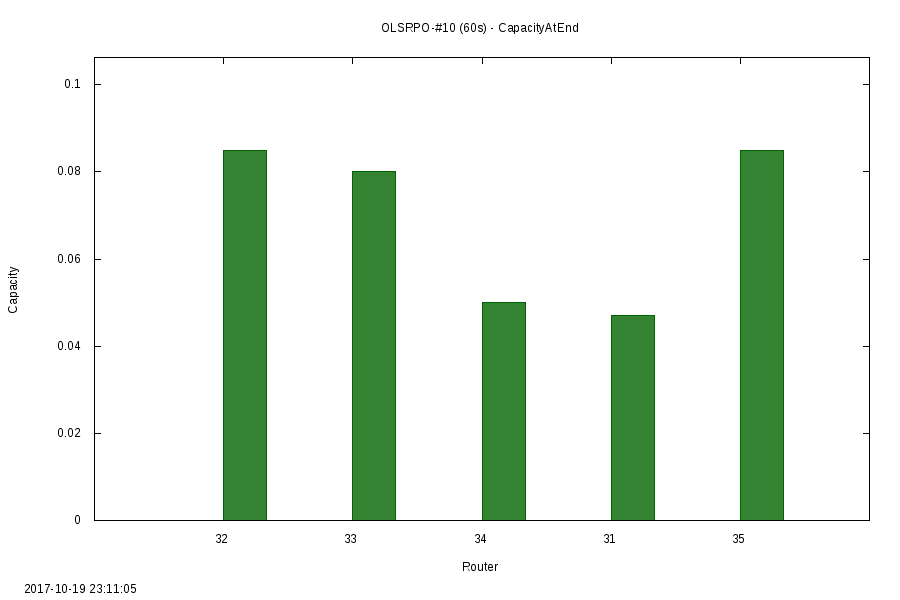 OLSRPO-#10 (60s) - CapacityAtEnd
0.1
0.08
0.06
0.04
0.02
0
Capacity
32 33 34 31 35
Router
2017-10-19 23:11:05